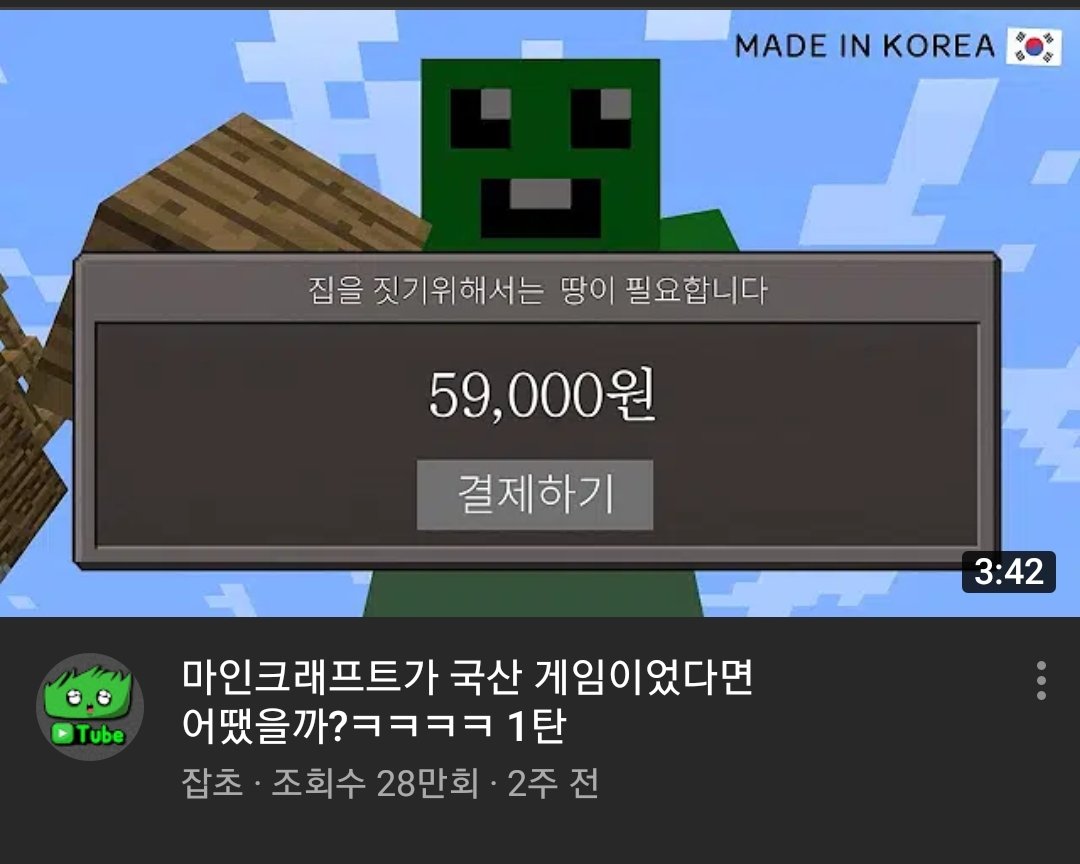 MADE IN KOREA
집을 짓기위해서는 땅이 필요합니다
59,000원
결제하기
3:42
Tube
마인크래프트가 국산 게임이었다면
어땠을까?ㅋㅋㅋㅋ 1탄
잡초 · 조회수 28만회 · 2주 전